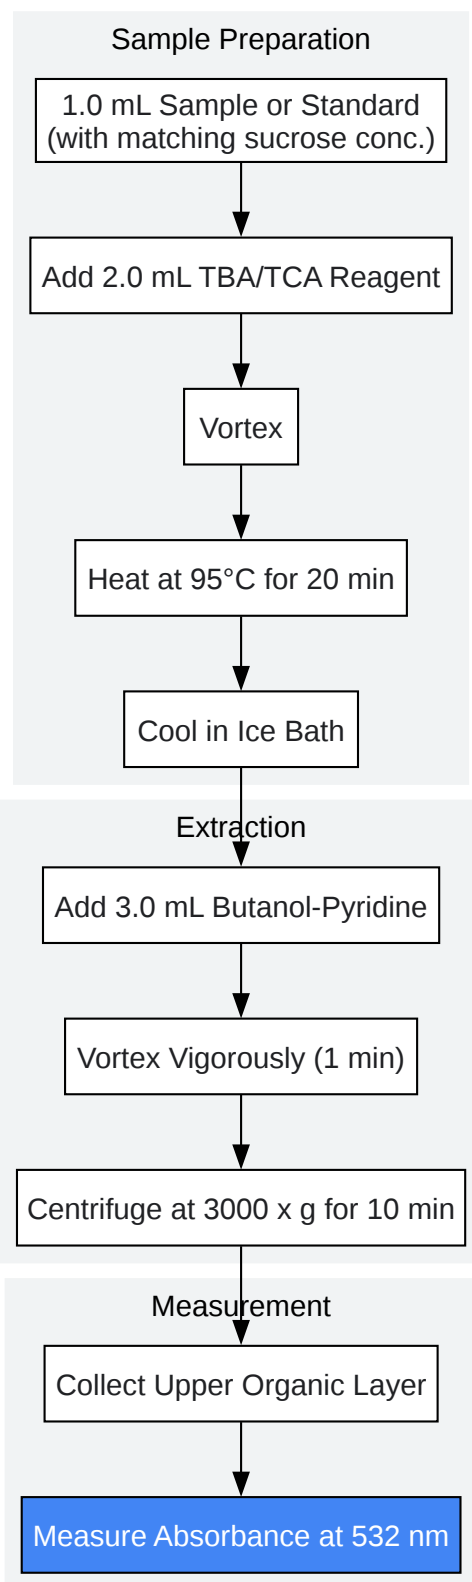 Sample Preparation
1.0 mL Sample or Standard
(with matching sucrose conc.)
Add 2.0 mL TBA/TCA Reagent
Vortex
Heat at 95°C for 20 min
Cool in Ice Bath
Extraction
Add 3.0 mL Butanol-Pyridine
Vortex Vigorously (1 min)
Centrifuge at 3000 x g for 10 min
Measurement
Collect Upper Organic Layer
Measure Absorbance at 532 nm